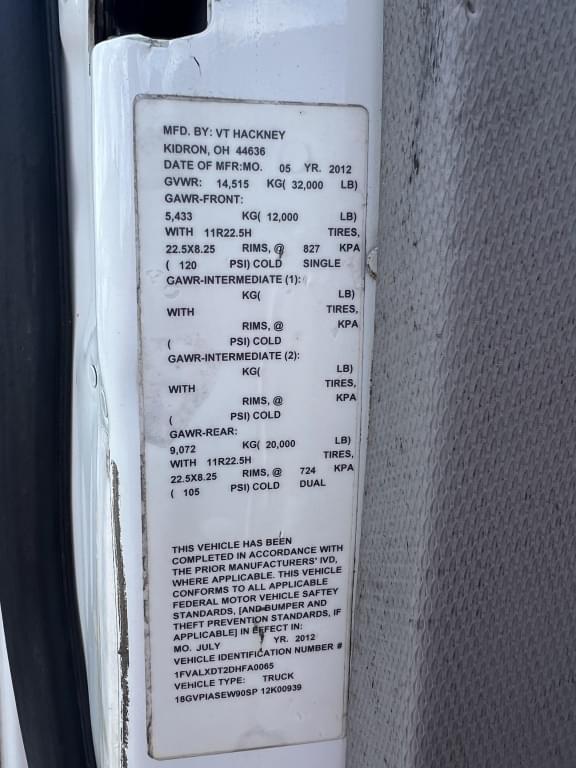 MFD. BY: VT HACKNEY
KIDRON, OH 44636
DATE OF MFR:MO. 05 YR. 2012
GVWR: 14,515 KG( 32,000 LB)
GAWR-FRONT:
5,433 KG( 12,000 LB)
WITH 11R22.5H TIRES,
22.5X8.25 RIMS, @ 827 KPA
( 120 PSI) COLD SINGLE
GAWR-INTERMEDIATE (1):
KG( LB)
WITH TIRES,
RIMS, @ KPA
( PSI) COLD
GAWR-INTERMEDIATE (2):
KG( LB)
WITH TIRES,
RIMS, @ KPA
( PSI) COLD
GAWR-REAR:
9,072 KG( 20,000 LB)
WITH 11R22.5H TIRES,
22.5X8.25 RIMS, @ 724 KPA
( 105 PSI) COLD DUAL
THIS VEHICLE HAS BEEN
COMPLETED IN ACCORDANCE WITH
THE PRIOR MANUFACTURERS' IVD,
WHERE APPLICABLE. THIS VEHICLE
CONFORMS TO ALL APPLICABLE
FEDERAL MOTOR VEHICLE SAFTEY
STANDARDS, [AND BUMPER AND
THEFT PREVENTION STANDARDS, IF
APPLICABLE] IN EFFECT IN:
MO. JULY YR. 2012
VEHICLE IDENTIFICATION NUMBER #
1FVALXDT2DHFA0065
VEHICLE TYPE: TRUCK
18GVPIASEW90SP 12K00939